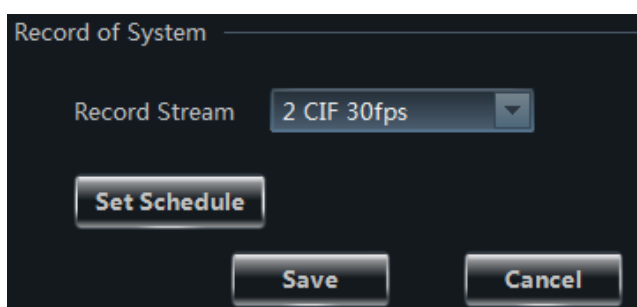 Record of System
Record Stream 2 CIF 30fps
Set Schedule
Save Cancel